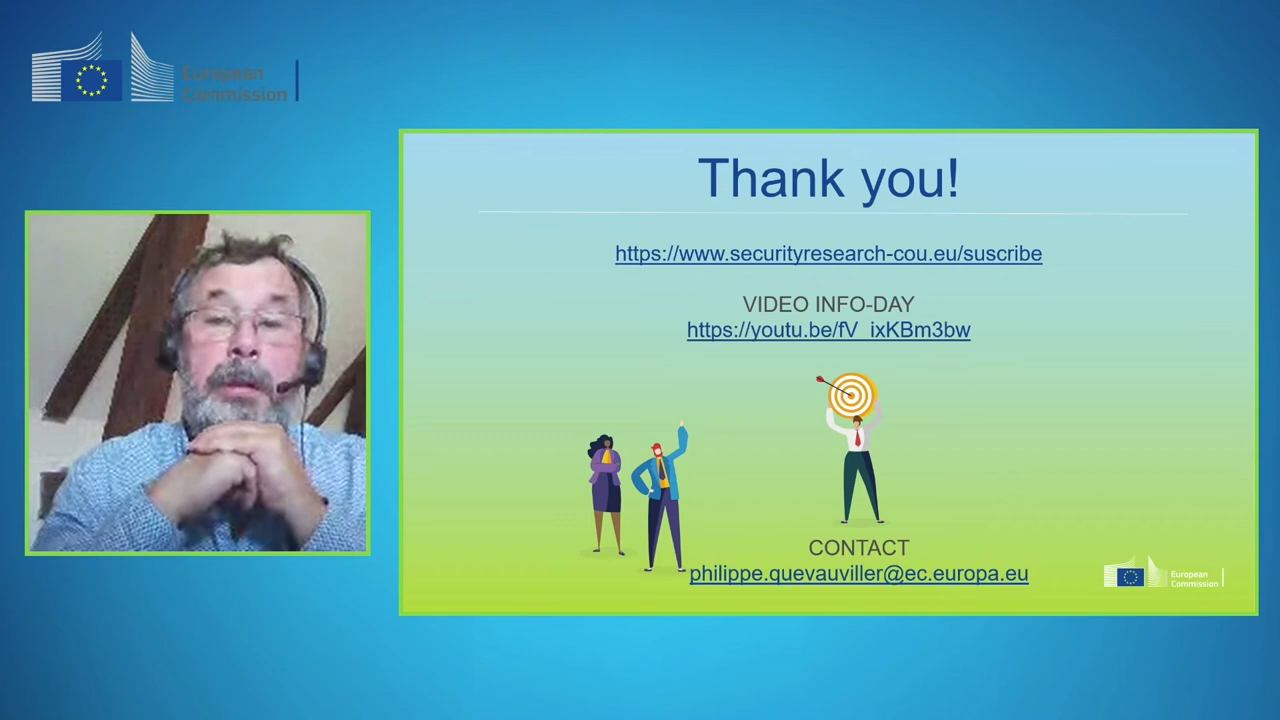 European
Commission
Thank you!
https://www.securityresearch-cou.eu/suscribe
VIDEO INFO-DAY
https://youtu.be/fV_ixKBm3bw
CONTACT
philippe.quevauviller@ec.europa.eu
European
Commission